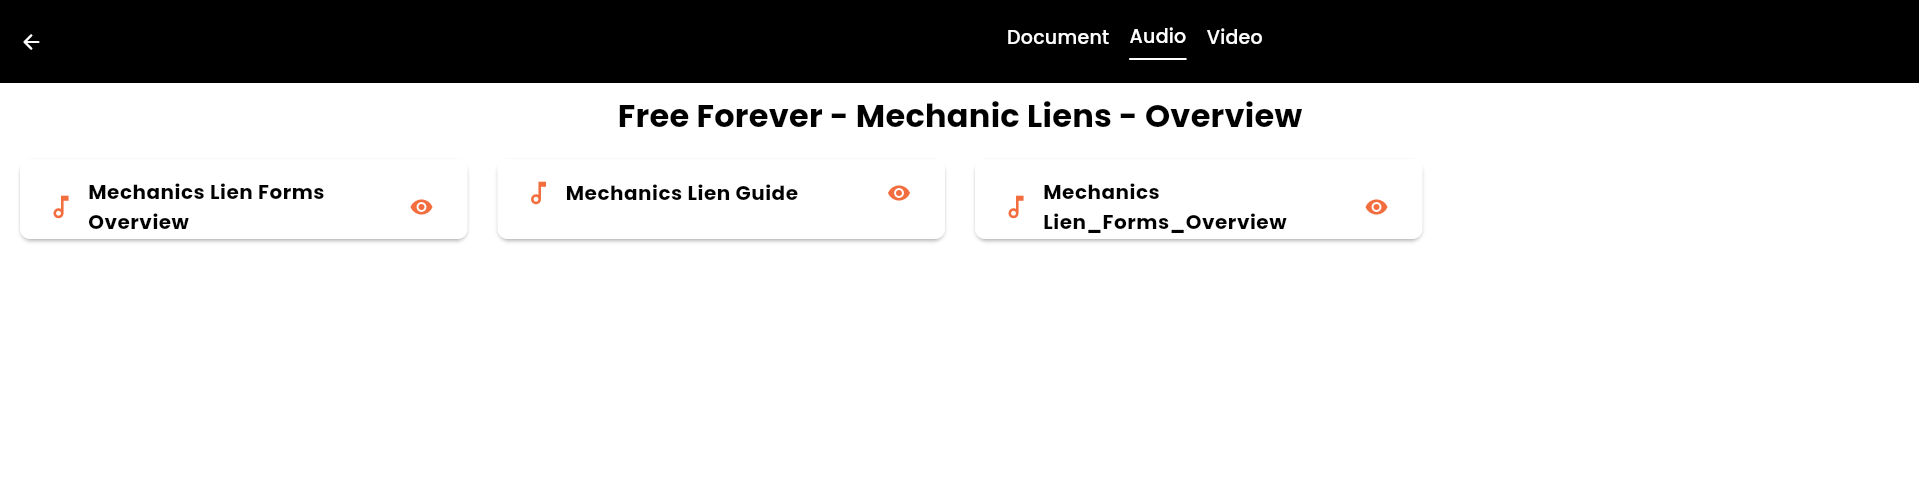 Document Audio Video
Free Forever - Mechanic Liens - Overview
Mechanics Lien Forms
Overview
Mechanics Lien Guide
Mechanics
Lien_Forms_Overview